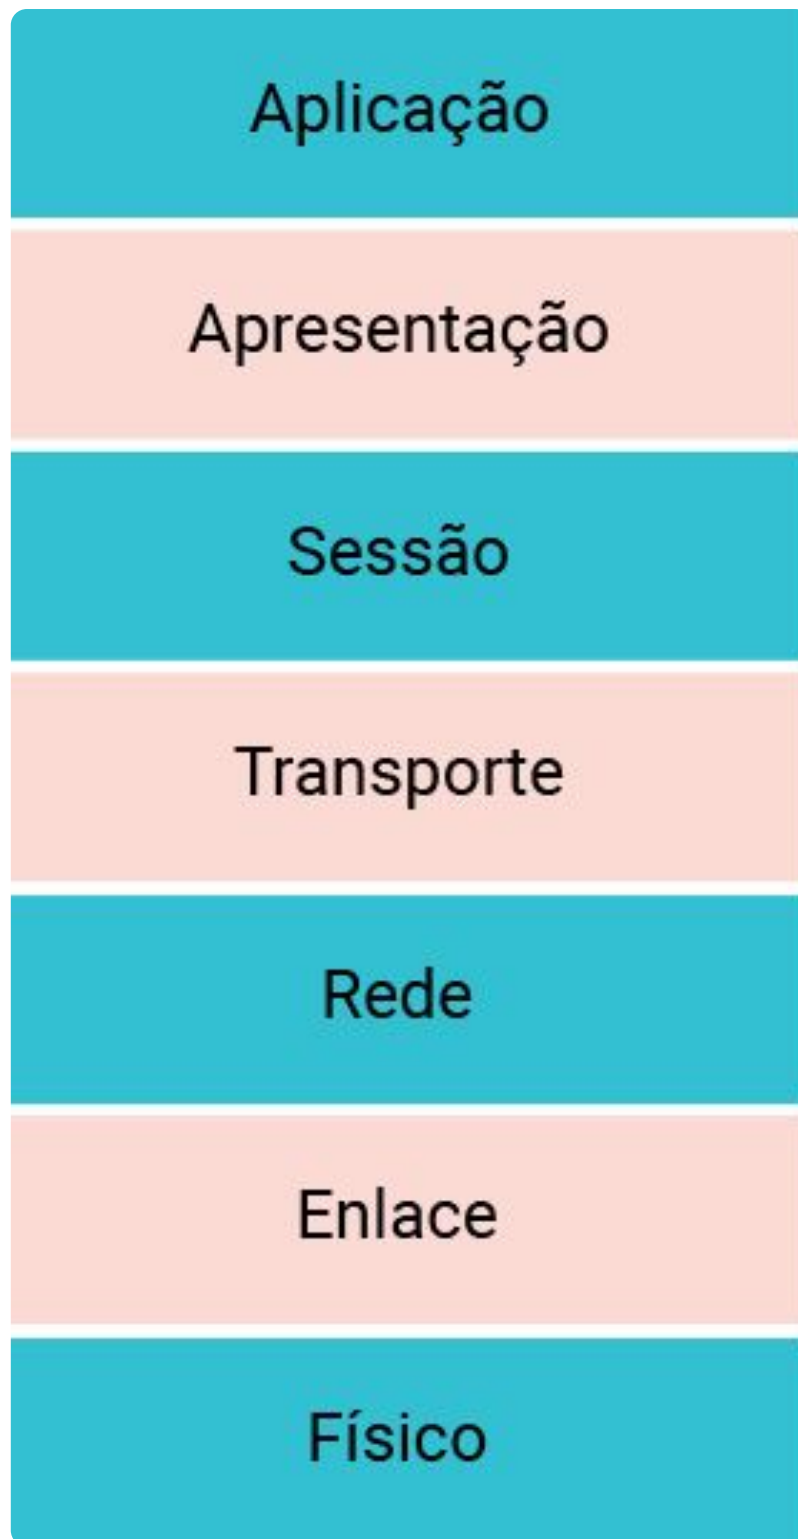 Aplicação
Apresentação
Sessão
Transporte
Rede
Enlace
Físico